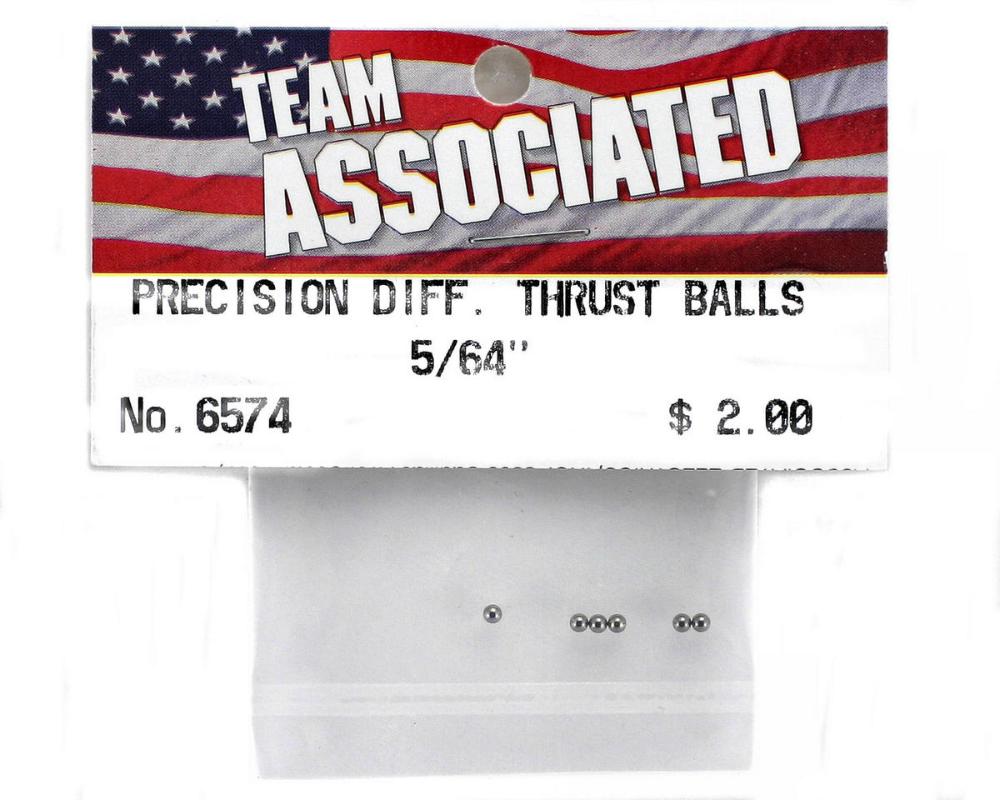 TEAM
ASSOCIATED
PRECISION DIFF. THRUST BALLS
5/64"
No. 6574 $ 2.00